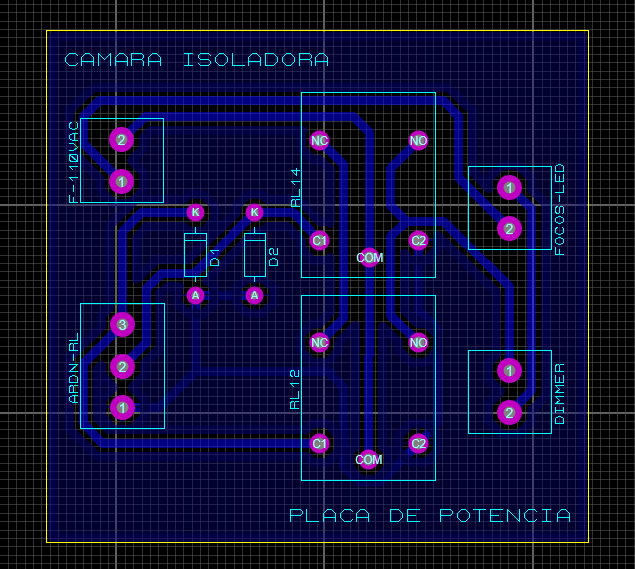 CAMARA ISOLADORA
F-110VAC
2
1
RL14
NC
NO
C1
C2
COM
1
2
FOCOS-LED
K
K
D1
D2
A
A
ARDN-RL
3
2
1
RL12
NC
NO
C1
C2
COM
1
2
DIMMER
PLACA DE POTENCIA